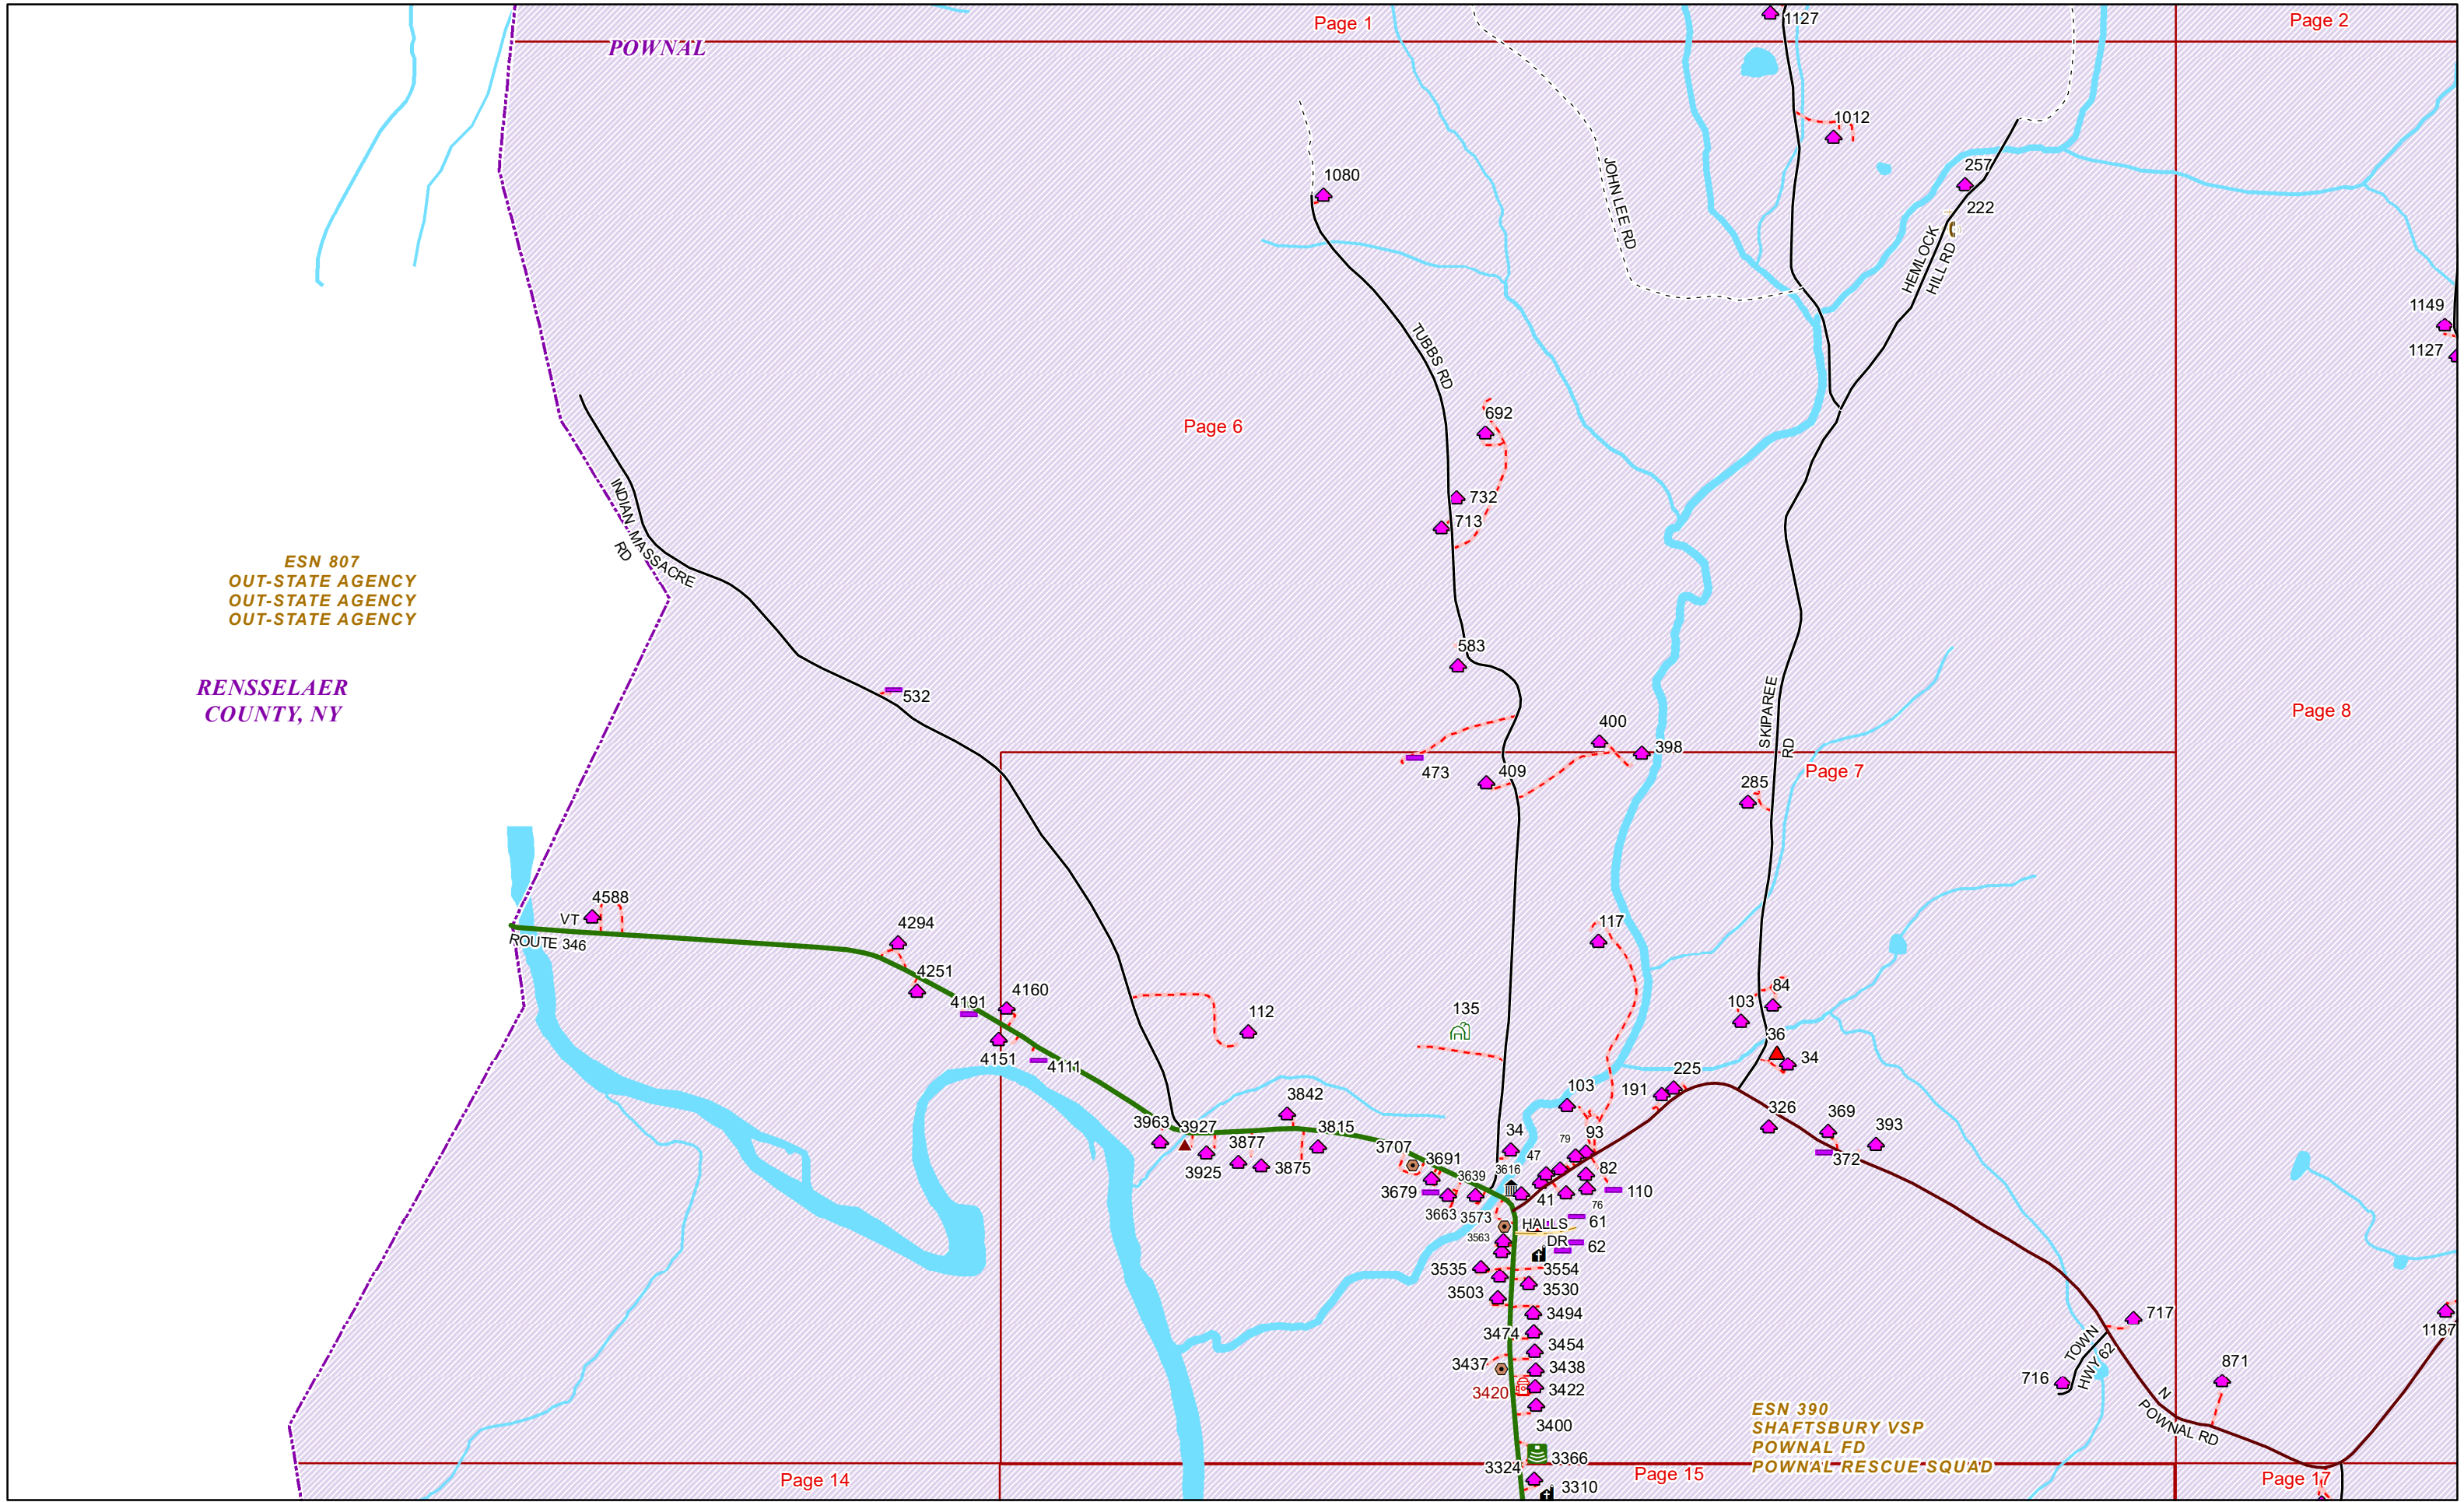 Page 1
1127
Page 2
POWNAL
1012
257
1080
222
JOHN LEE RD
HEMLOCK
HILL RD
1149
1127
TUBBS RD
692
Page 6
732
713
INDIAN MASSACRE
RD
ESN 807
OUT-STATE AGENCY
OUT-STATE AGENCY
OUT-STATE AGENCY
583
RENSSELAER
COUNTY, NY
532
SKIPAREE
RD
400
398
Page 8
473
409
Page 7
285
4588
VT
ROUTE 346
4294
117
4251
4191
4160
84
103
112
135
36
4151
4111
34
225
191
103
326
369
393
372
3842
3963
3927
3815
3925
3877
3875
3707
3691
3679
3663
3639
3616
34
47
79
93
82
110
41
76
3573
HALLS
DR
61
62
3563
3535
3554
3503
3530
3494
3474
3454
3437
3438
3420
3422
3400
3366
3324
3310
717
TOWN
HWY 62
716
871
1187
N
POWNAL RD
ESN 390
SHAFTSBURY VSP
POWNAL FD
POWNAL RESCUE SQUAD
Page 14
Page 15
Page 17